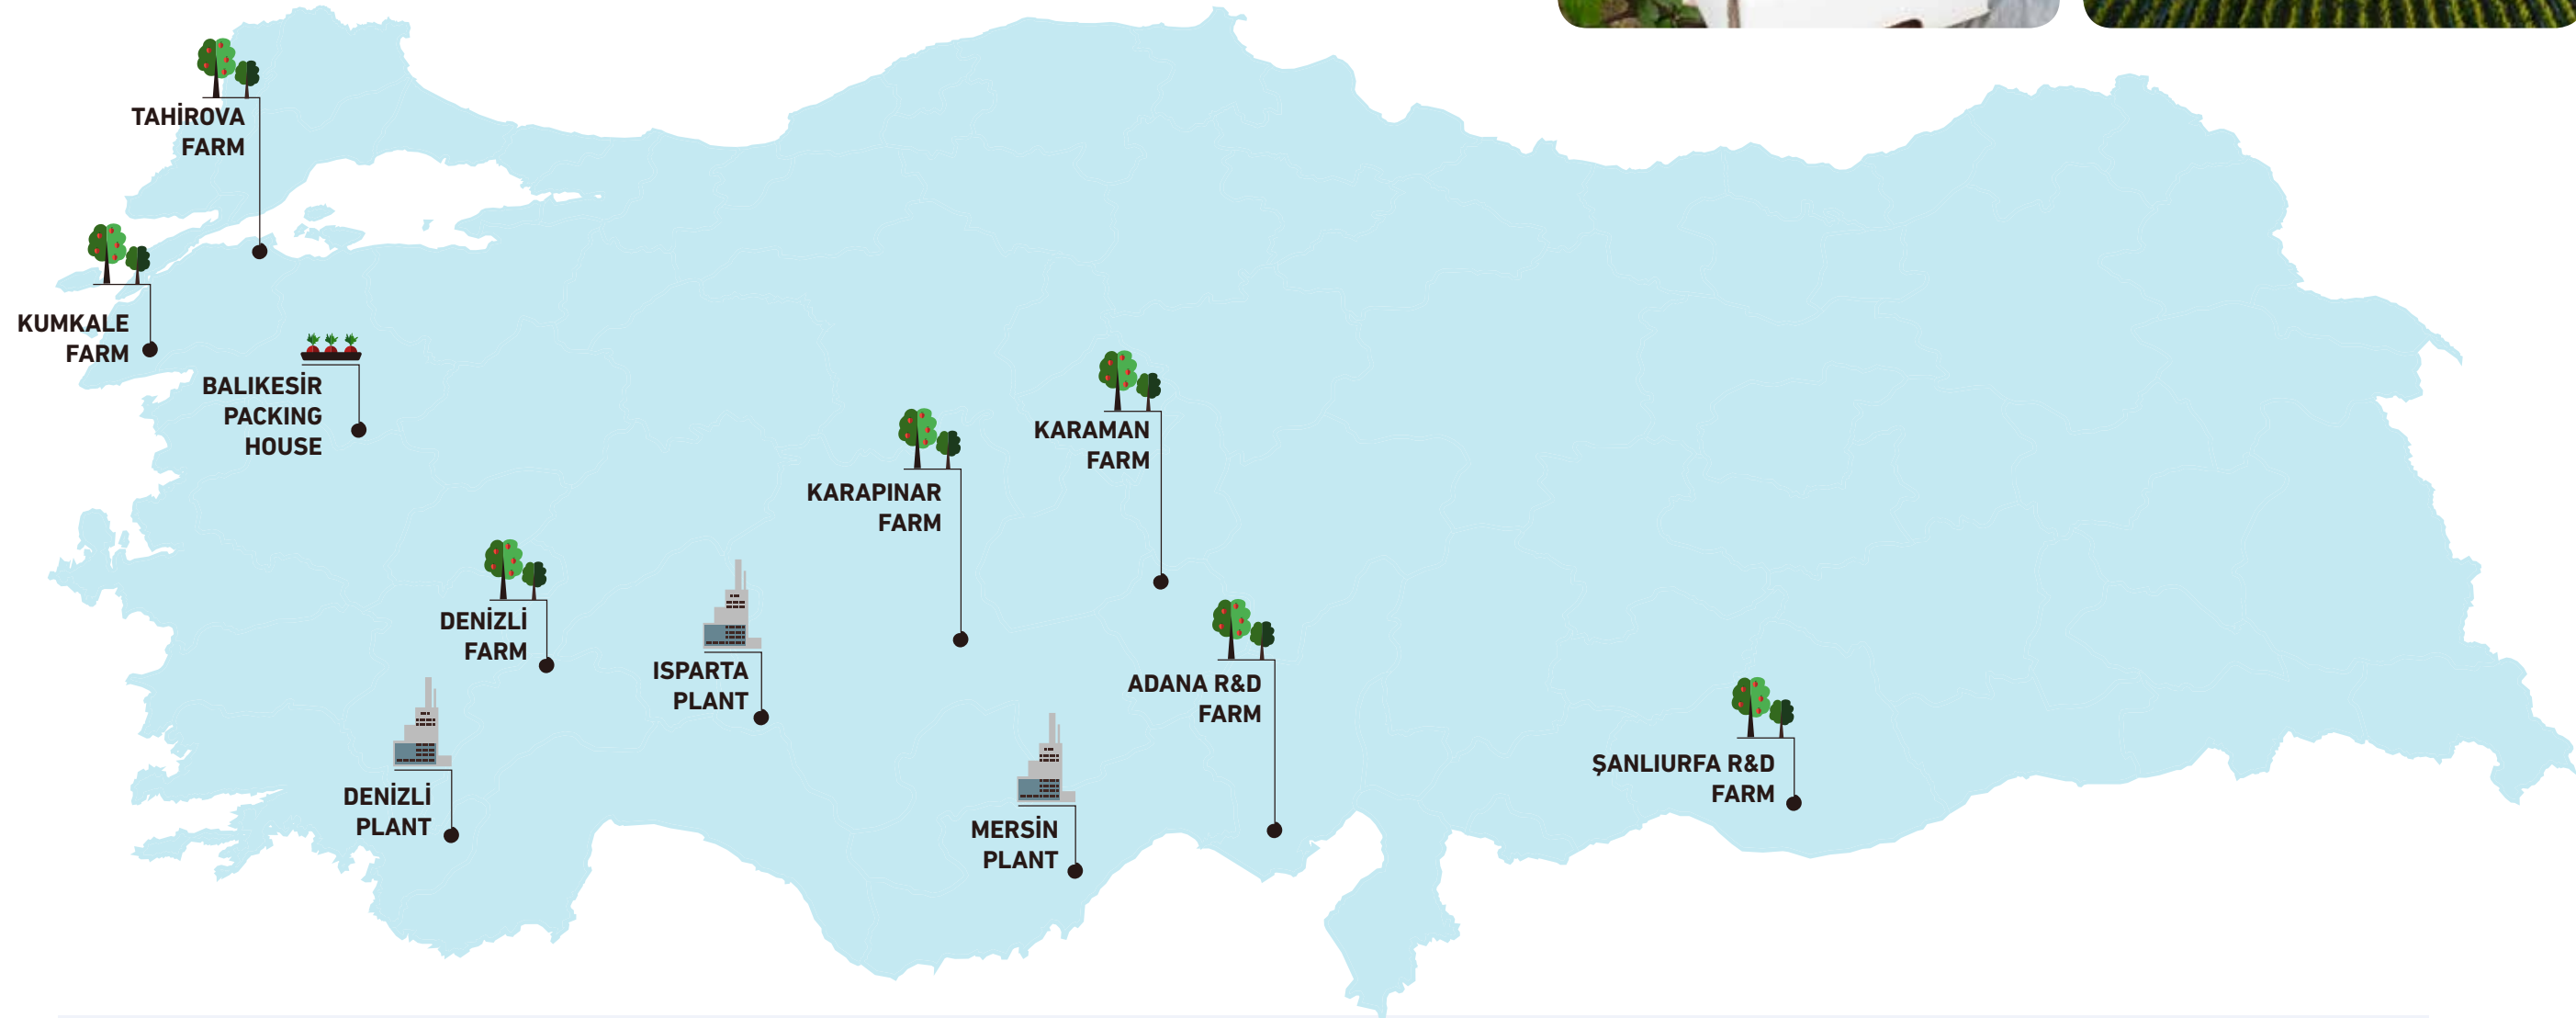 TAHİROVA
FARM
KUMKALE
FARM
BALIKESİR
PACKING
HOUSE
KARAMAN
FARM
KARAPINAR
FARM
DENİZLİ
FARM
ISPARTA
PLANT
ADANA R&D
FARM
ŞANLIURFA R&D
FARM
DENİZLİ
PLANT
MERSİN
PLANT